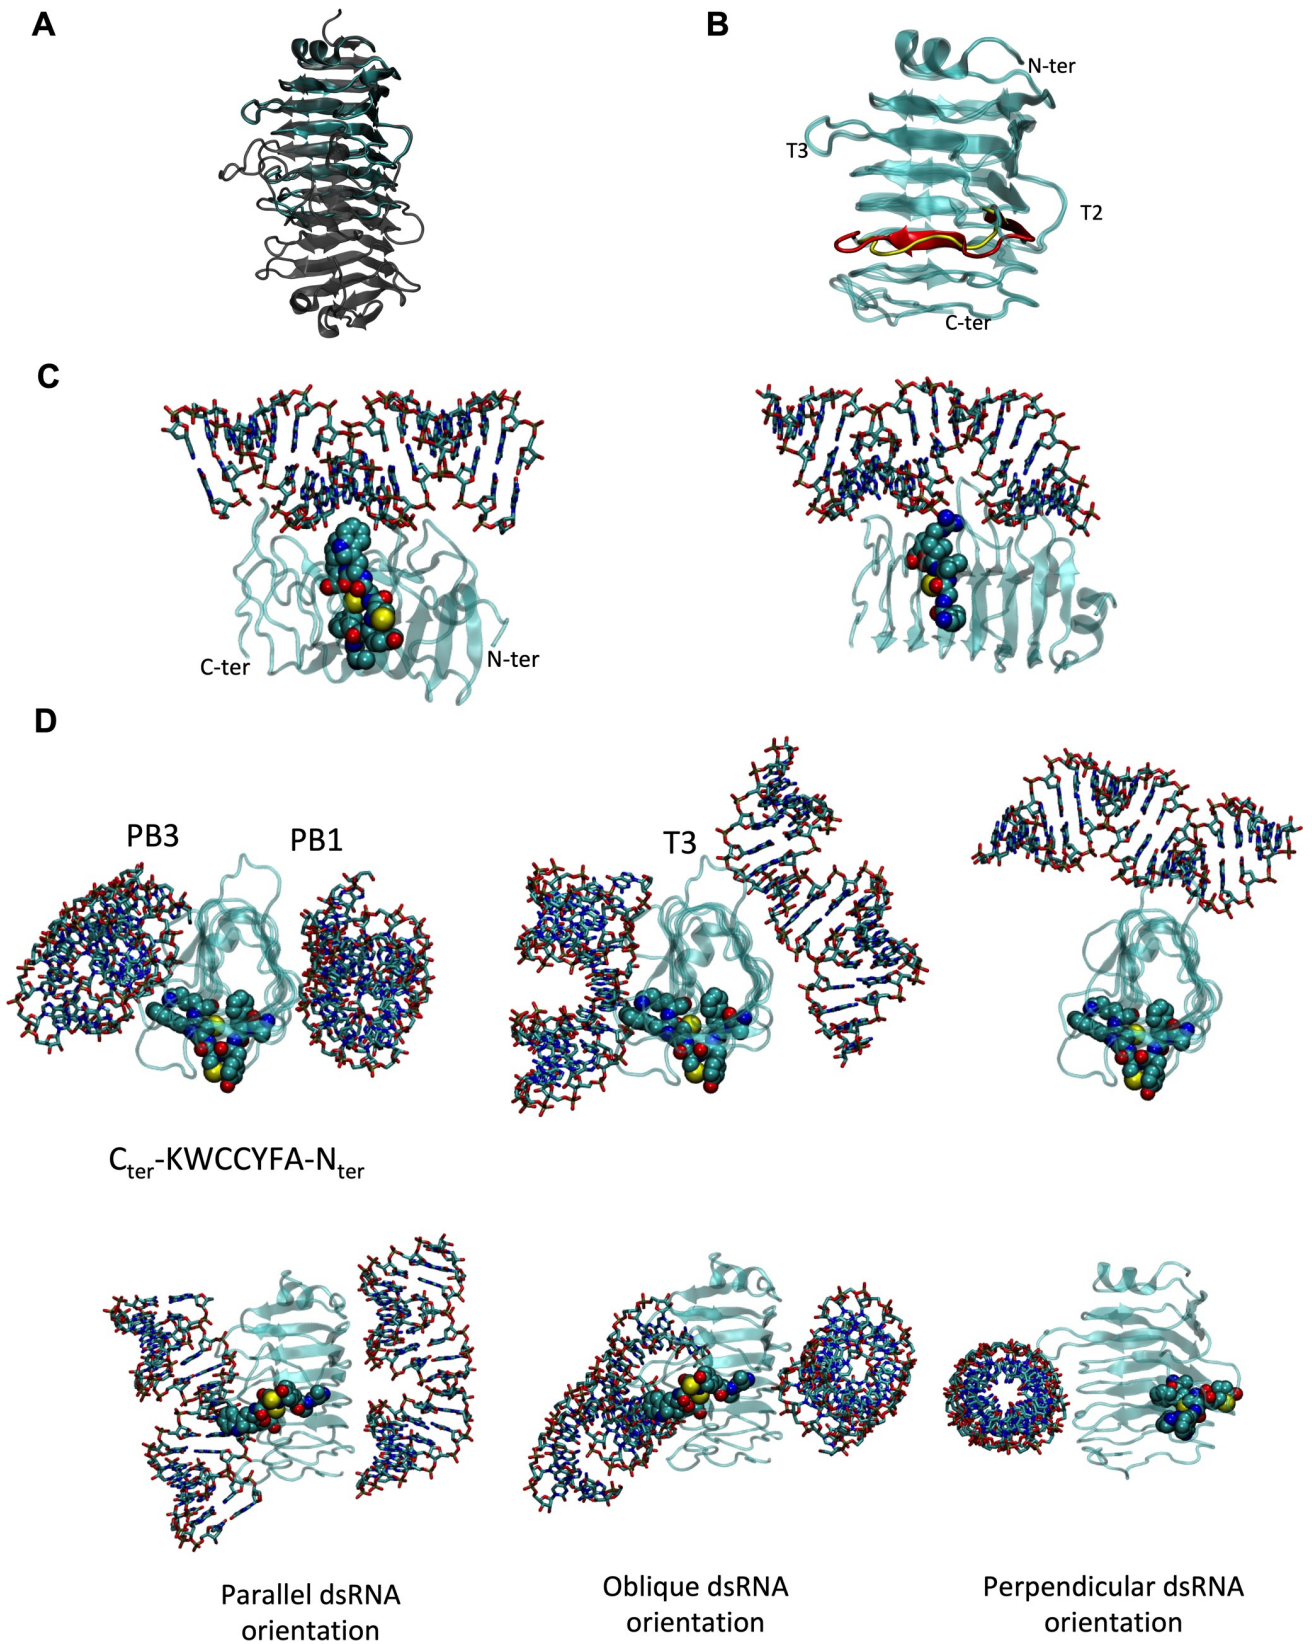 A
B
N-ter
T3
T2
C-ter
C
C-ter
N-ter
D
PB3
PB1
T3
Cter-KWCCYFA-Nter
Parallel dsRNA
orientation
Oblique dsRNA
orientation
Perpendicular dsRNA
orientation